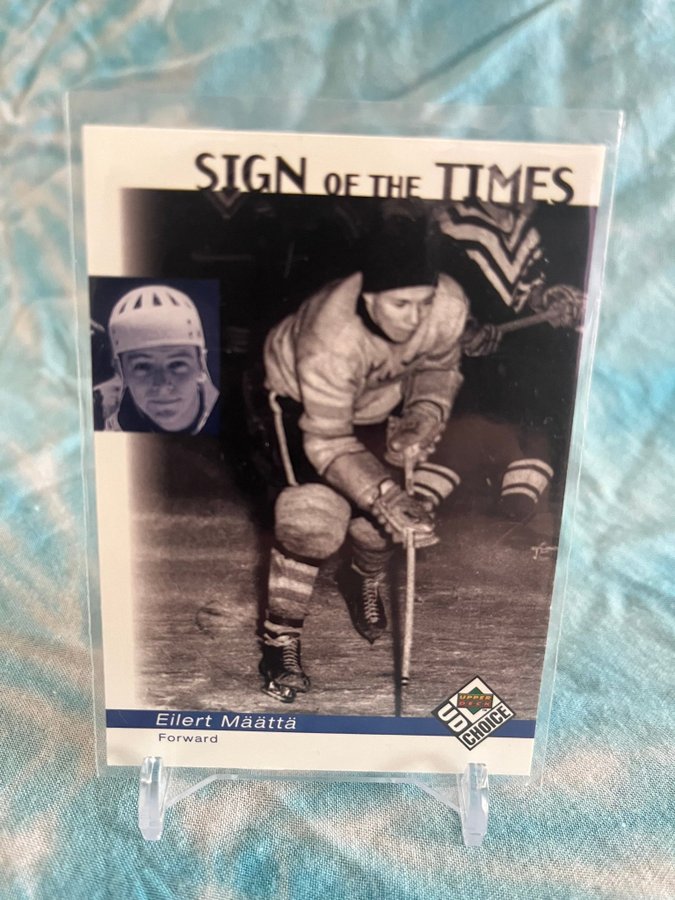 SIGN OF THE TIMES
Eilert Määttä
Forward
UPPER
DECK
UD
CHOICE